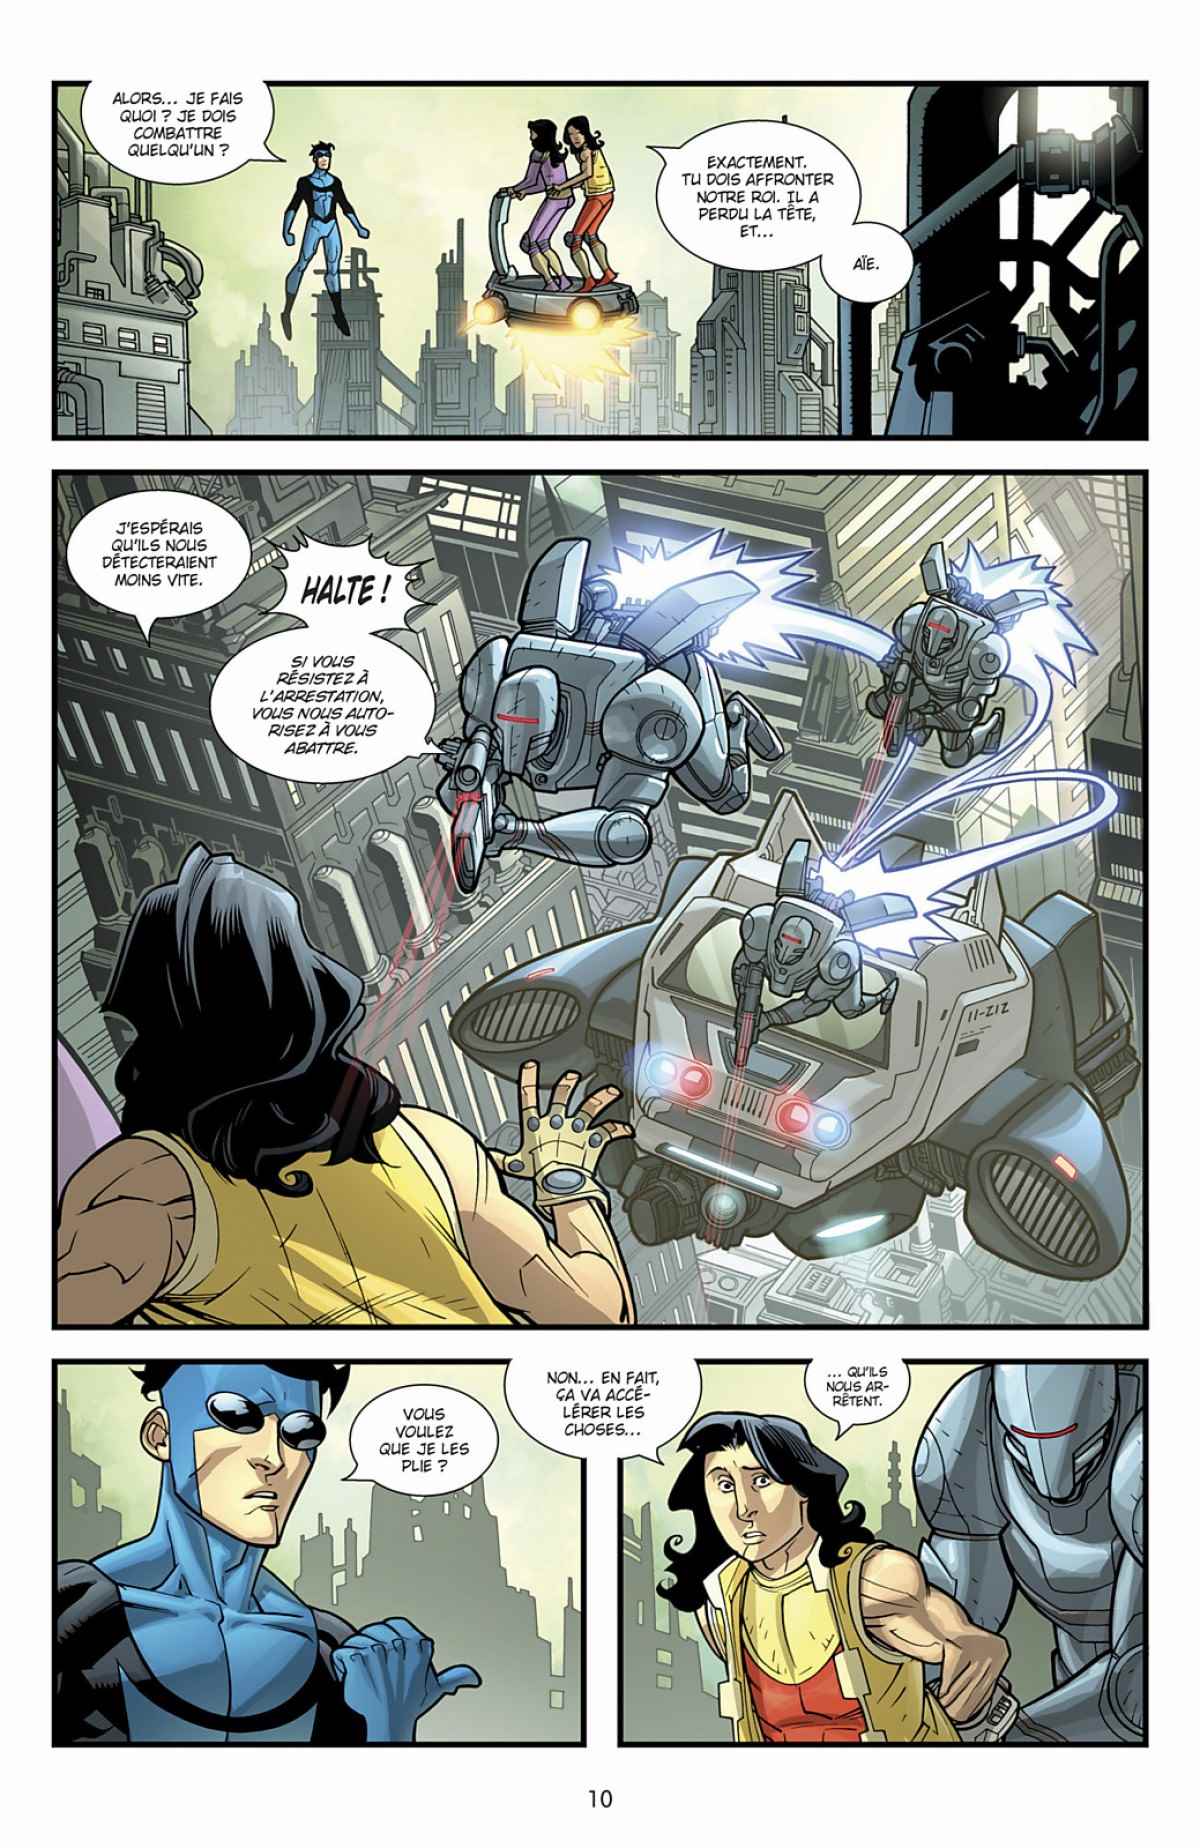 ALORS... JE FAIS
QUOI ? JE DOIS
COMBATTRE
QUELQU'UN ?
EXACTEMENT.
TU DOIS AFFRONTER
NOTRE ROI. IL A
PERDU LA TÊTE,
ET...
AÏE.
J'ESPÉRAIS
QU'ILS NOUS
DÉTECTERAIENT
MOINS VITE.
HALTE !
SI VOUS
RÉSISTEZ À
L'ARRESTATION,
VOUS NOUS AUTO-
RISEZ À VOUS
ABATTRE.
11-Z1Z
VOUS
VOULEZ
QUE JE LES
PLIE ?
NON... EN FAIT,
ÇA VA ACCÉ-
LÉRER LES
CHOSES...
... QU'ILS
NOUS AR-
RÊTENT.
10